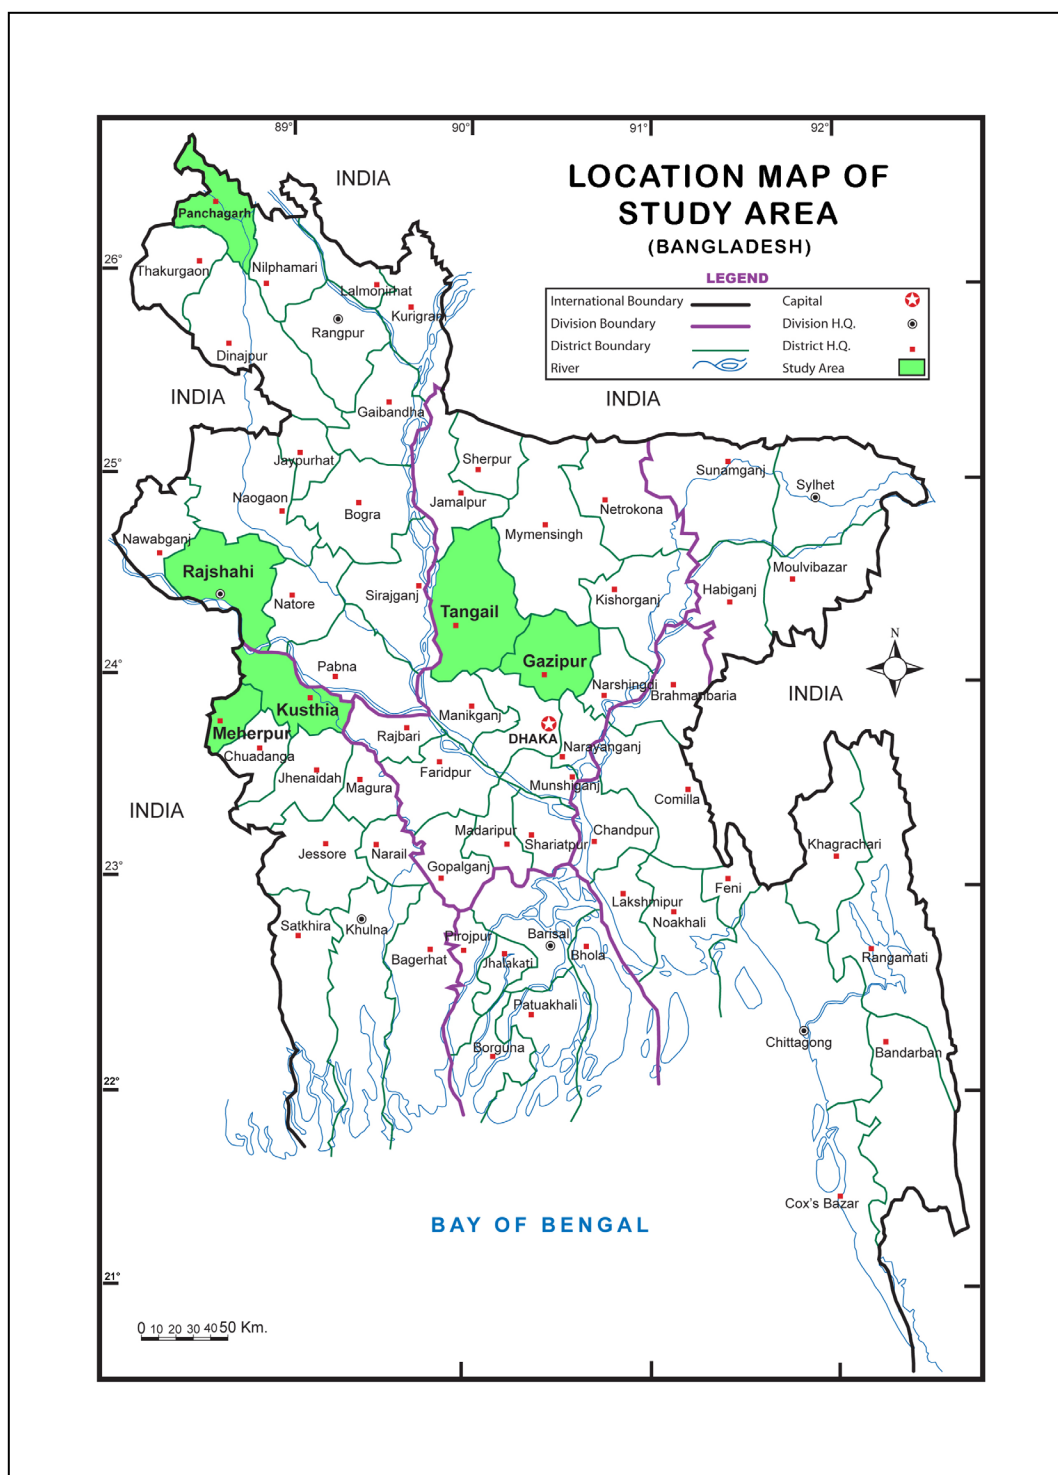 89°
90°
91°
92°
INDIA
LOCATION MAP OF
STUDY AREA
(BANGLADESH)
LEGEND
International Boundary
Capital
Division Boundary
Division H.Q.
District Boundary
District H.Q.
River
Study Area
Panchagarh
26°
Thakurgaon
Nilphamari
Lalmonirhat
Kurigram
Rangpur
Dinajpur
INDIA
INDIA
Gaibandha
25°
Jaypurhat
Sherpur
Sunamganj
Sylhet
Naogaon
Bogra
Jamalpur
Netrokona
Mymensingh
Nawabganj
Rajshahi
Moulvibazar
Natore
Sirajganj
Tangail
Kishorganj
Habiganj
N
24°
Pabna
Gazipur
Narshingdi
Brahmanbaria
INDIA
Kusthia
Manikganj
Meherpur
Rajbari
DHAKA
Chuadanga
Narayanganj
Jhenaidah
Faridpur
Magura
Munshiganj
Comilla
INDIA
Madaripur
Chandpur
Shariatpur
Khagrachari
Jessore
Narail
23°
Gopalganj
Feni
Lakshmipur
Noakhali
Satkhira
Khulna
Pirojpur
Barisal
Bagerhat
Jhalakati
Bhola
Rangamati
Patuakhali
Borguna
Chittagong
Bandarban
22°
Cox's Bazar
BAY OF BENGAL
21°
0 10 20 30 40 50 Km.